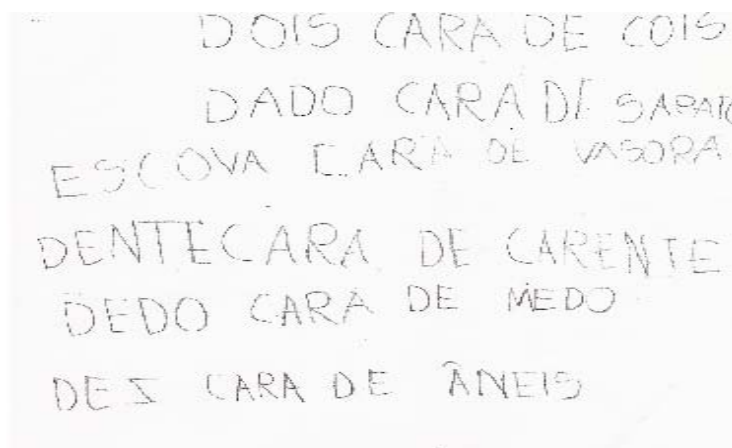 DOIS CARA DE COIS
DADO CARA DE SAPATO
ESCOVA CARA DE VASORA
DENTECARA DE CARENTE
DEDO CARA DE MEDO
DEZ CARA DE ÂNEIS